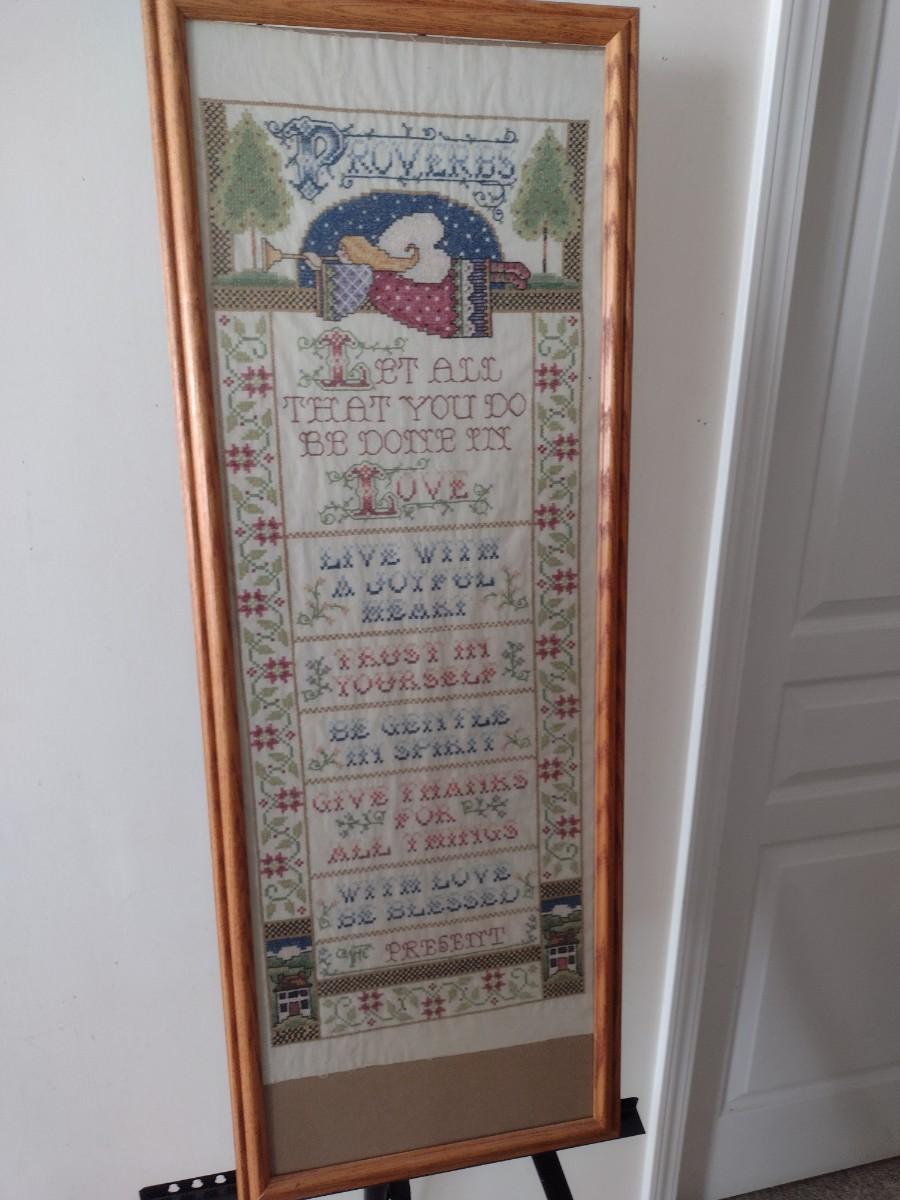 PROVERBS
LET ALL
THAT YOU DO
BE DONE IN
LOVE
LIVE WITH
A JOYFUL
HEART
TRUST IN
YOURSELF
BE GENTLE
IN SPIRIT
GIVE THANKS
FOR
ALL THINGS
WITH LOVE
BE BLESSED
PRESENT